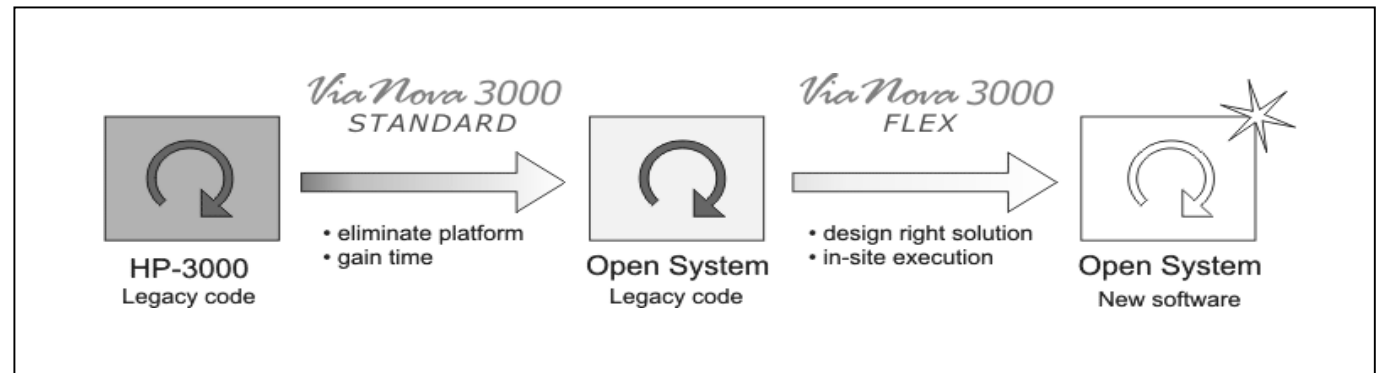 ViaNova 3000
STANDARD
• eliminate platform
• gain time
ViaNova 3000
FLEX
• design right solution
• in-site execution
HP-3000
Legacy code
Open System
Legacy code
Open System
New software